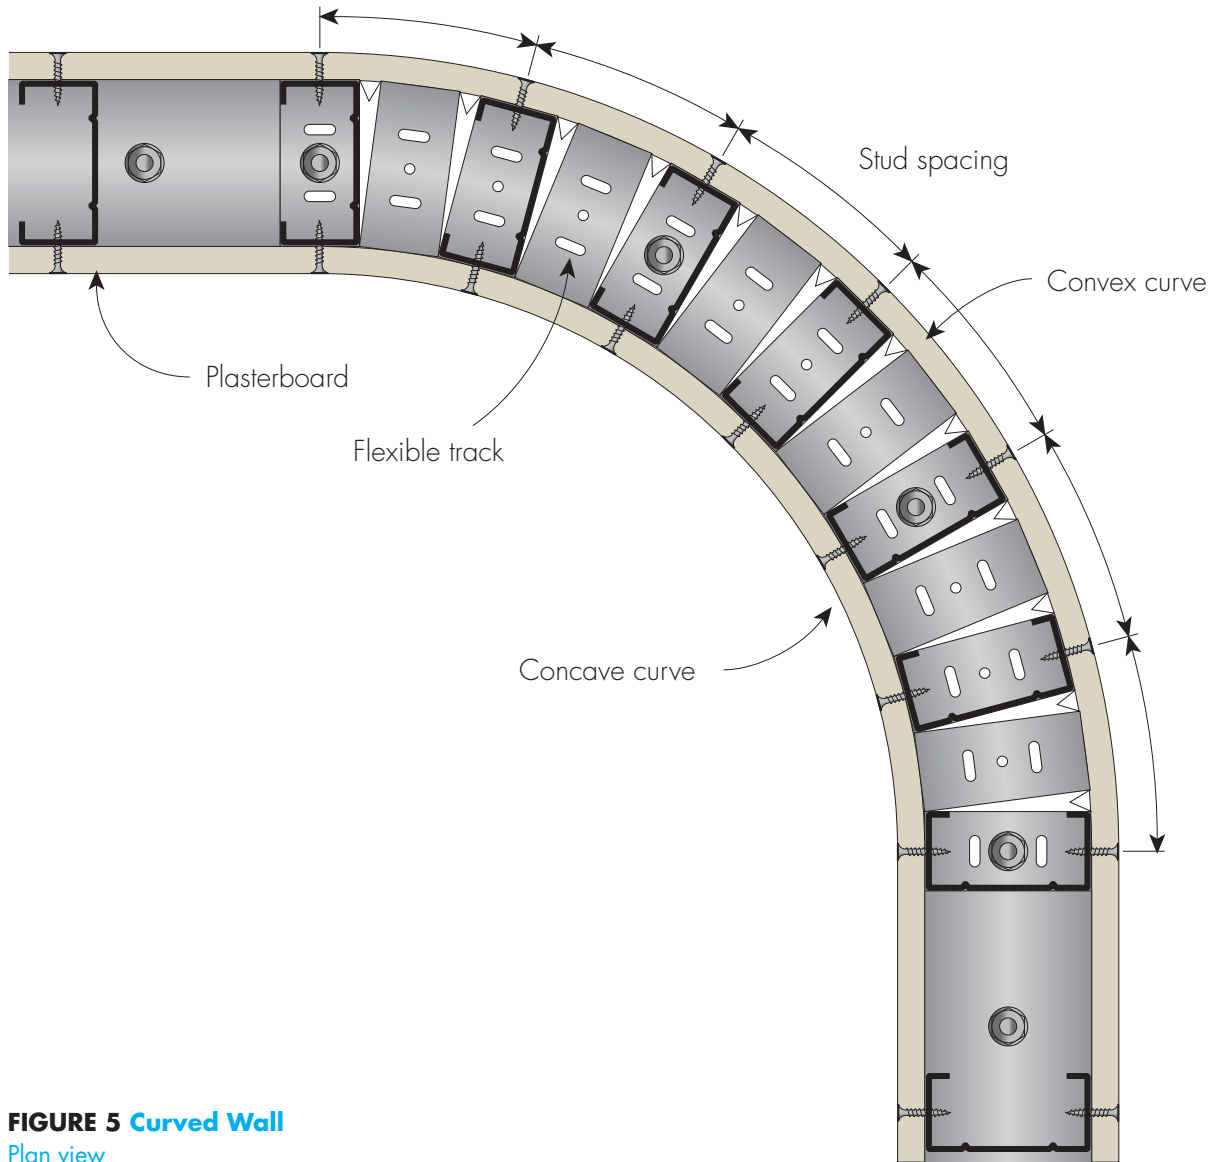 Stud spacing
Convex curve
Plasterboard
Flexible track
Concave curve
FIGURE 5 Curved Wall
Plan view